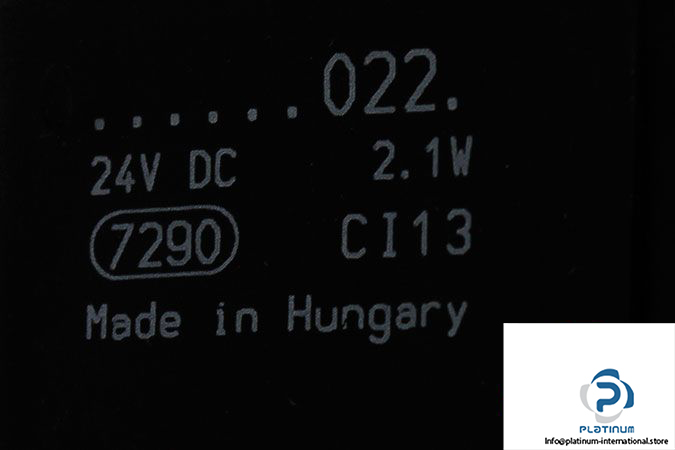 ......022.
24V DC 2.1W
7290 CI13
Made in Hungary
PLATINUM
Info@platinum-international.store